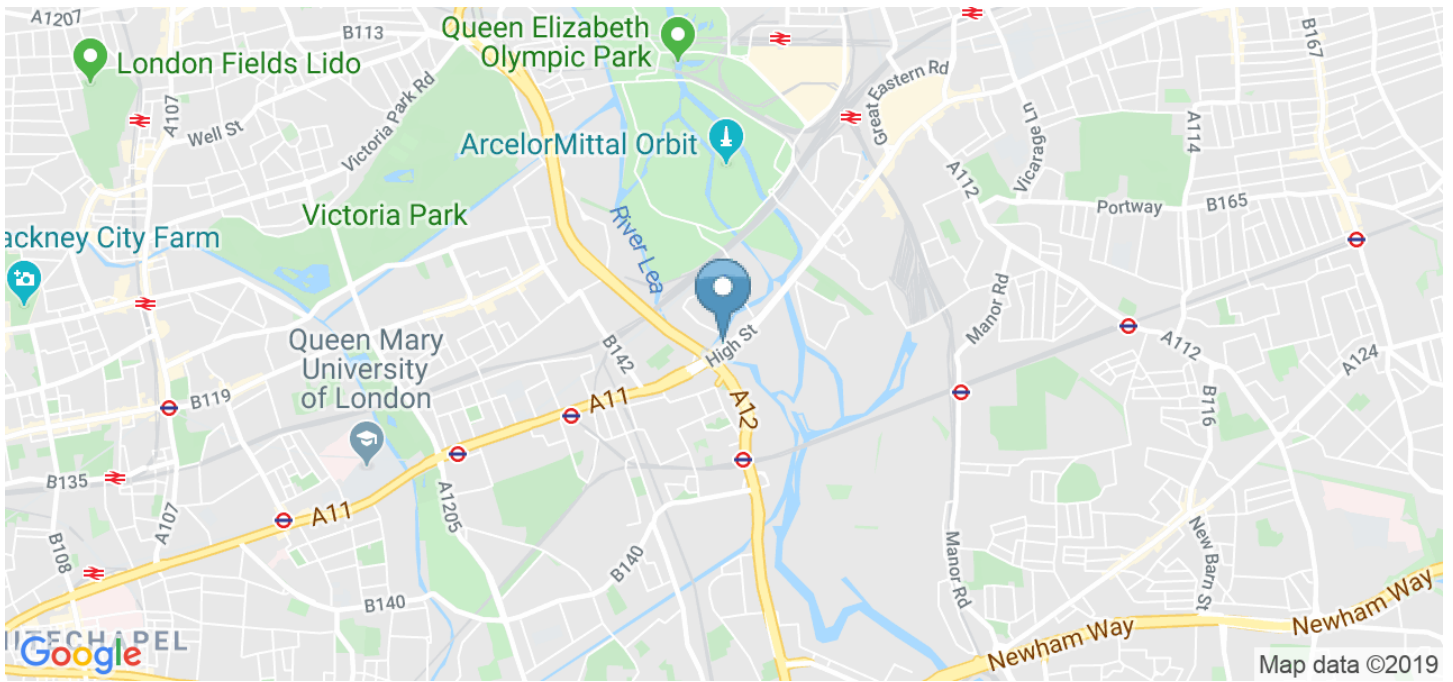 A1207
B113
Queen Elizabeth
Olympic Park
London Fields Lido
A107
Well St
Victoria Park Rd
Great Eastern Rd
B167
Vicarage Ln
A114
ArcelorMittal Orbit
A112
Portway
B165
Victoria Park
River Lea
ackney City Farm
Manor Rd
High St
A112
A124
Queen Mary
University
of London
B142
B119
A11
A12
B116
B135
A107
A11
A1205
B108
B140
B140
Manor Rd
New Barn St
Newham Way
Newham Way
HITECHAPEL
Google
Map data ©2019